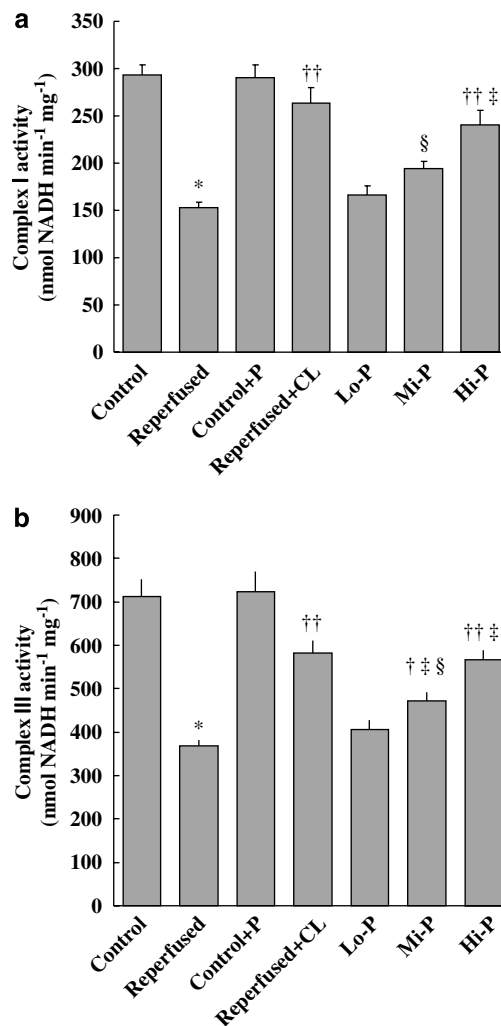 a
Complex I activity
(nmol NADH min-1 mg-1)
350
300
250
200
150
100
50
0
*
††
§
†† ‡
Control
Reperfused
Control+P
Reperfused+CL
Lo-P
Mi-P
Hi-P
b
Complex III activity
(nmol NADH min-1 mg-1)
900
800
700
600
500
400
300
200
100
000
*
††
† ‡ §
†† ‡
Control
Reperfused
Control+P
Reperfused+CL
Lo-P
Mi-P
Hi-P